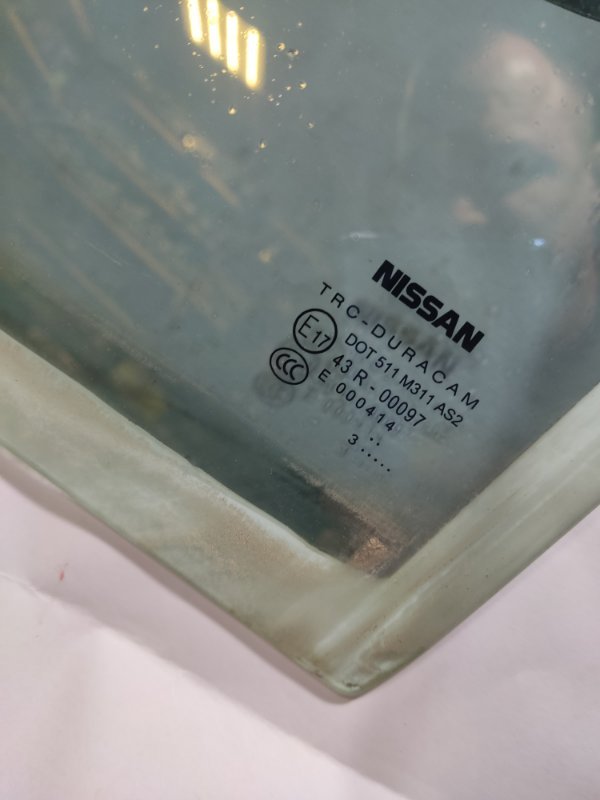 NISSAN
TRC-DURACAM
E17 DOT 511 M311 AS2
43 R - 00097
CCC E 000414
..
3 .....